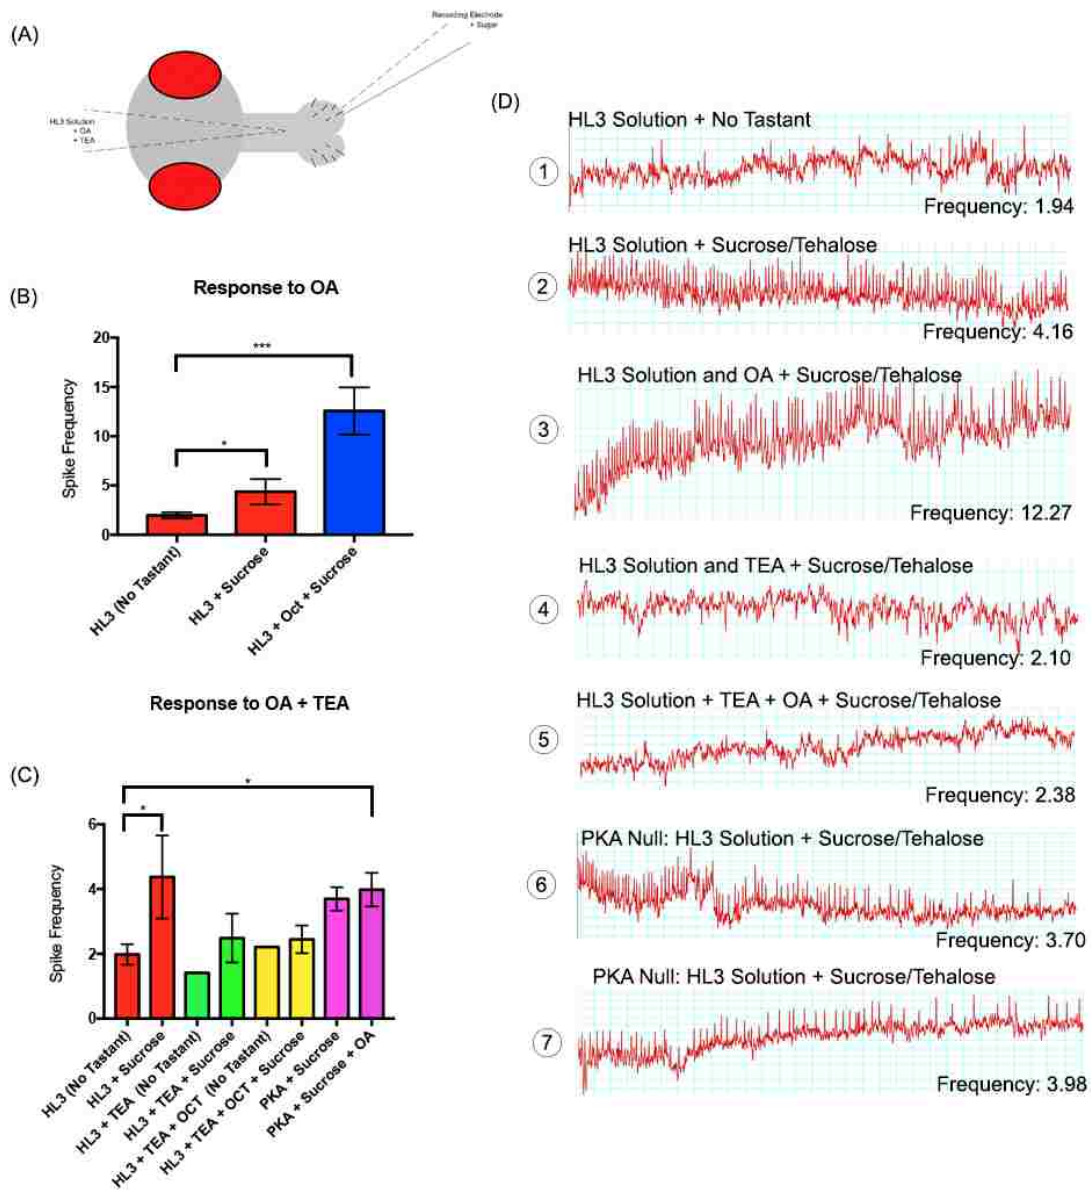 (A)
Recording Electrode
+ Sugar
HL3 Solution
+ OA
+ TEA
(B)
Response to OA
20
15
10
5
0
Spike Frequency
***
*
HL3 (No Tastant)
HL3 + Sucrose
HL3 + Oct + Sucrose
Response to OA + TEA
(C)
6
4
2
0
Spike Frequency
*
*
HL3 (No Tastant)
HL3 + Sucrose
HL3 + TEA (No Tastant)
HL3 + TEA + Sucrose
HL3 + TEA + OCT (No Tastant)
HL3 + TEA + OCT + Sucrose
PKA + Sucrose
PKA + Sucrose + OA
(D)
HL3 Solution + No Tastant
1
Frequency: 1.94
HL3 Solution + Sucrose/Tehalose
2
Frequency: 4.16
HL3 Solution and OA + Sucrose/Tehalose
3
Frequency: 12.27
HL3 Solution and TEA + Sucrose/Tehalose
4
Frequency: 2.10
HL3 Solution + TEA + OA + Sucrose/Tehalose
5
Frequency: 2.38
PKA Null: HL3 Solution + Sucrose/Tehalose
6
Frequency: 3.70
PKA Null: HL3 Solution + Sucrose/Tehalose
7
Frequency: 3.98